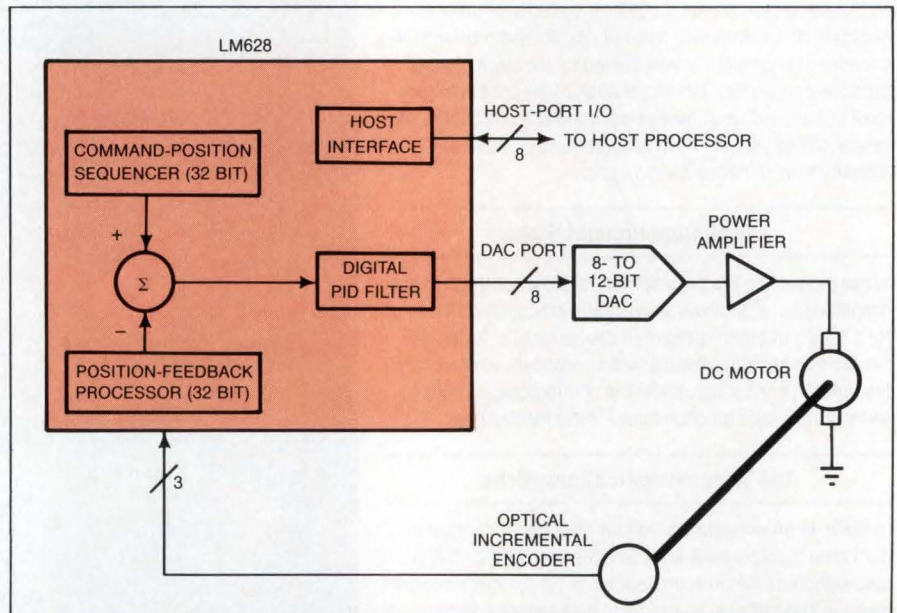 LM628
HOST
INTERFACE
HOST-PORT I/O
8
TO HOST PROCESSOR
COMMAND-POSITION
SEQUENCER (32 BIT)
+
Σ
−
DIGITAL
PID FILTER
DAC PORT
8
8- TO
12-BIT
DAC
POWER
AMPLIFIER
POSITION-FEEDBACK
PROCESSOR (32 BIT)
DC MOTOR
3
OPTICAL
INCREMENTAL
ENCODER